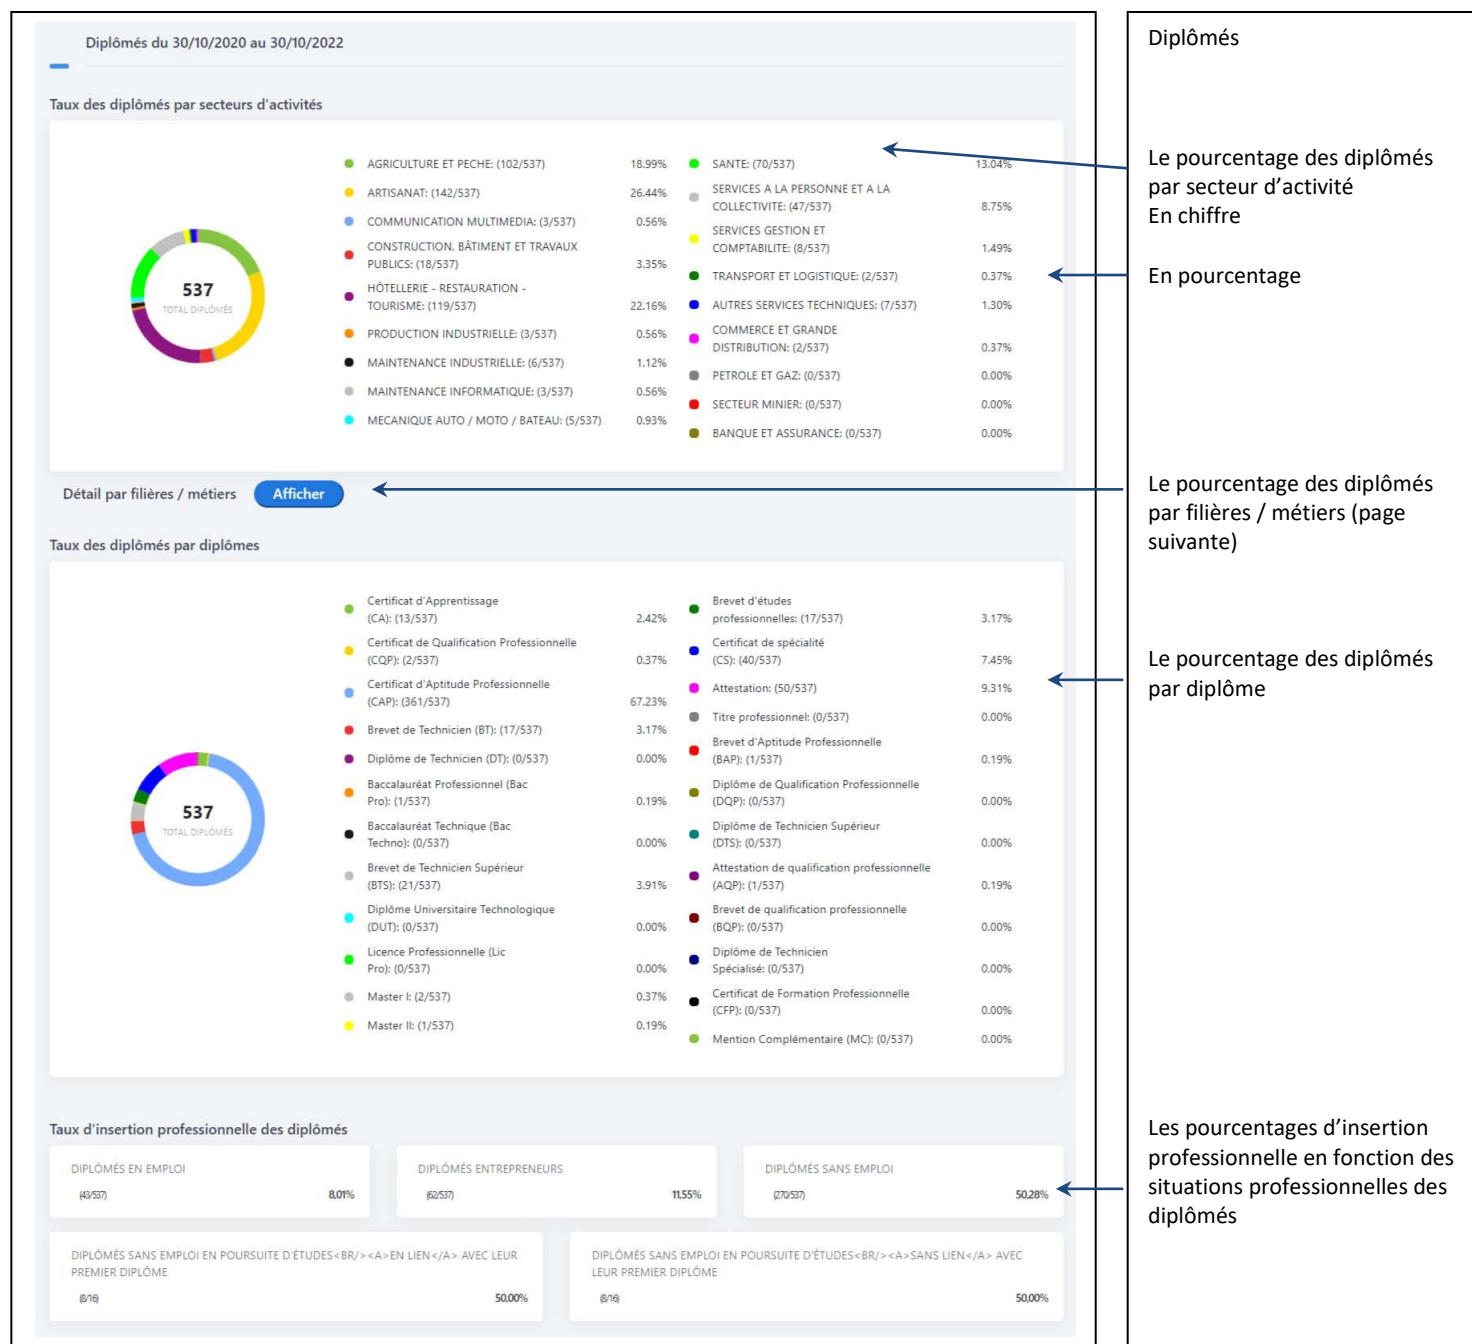 Diplômés du 30/10/2020 au 30/10/2022
Taux des diplômés par secteurs d'activités
537
TOTAL DIPLÔMÉS
AGRICULTURE ET PECHE: (102/537) 18.99%
ARTISANAT: (142/537) 26.44%
COMMUNICATION MULTIMEDIA: (3/537) 0.56%
CONSTRUCTION, BÂTIMENT ET TRAVAUX
PUBLICS: (18/537) 3.35%
HÔTELLERIE - RESTAURATION -
TOURISME: (119/537) 22.16%
PRODUCTION INDUSTRIELLE: (3/537) 0.56%
MAINTENANCE INDUSTRIELLE: (6/537) 1.12%
MAINTENANCE INFORMATIQUE: (3/537) 0.56%
MECANIQUE AUTO / MOTO / BATEAU: (5/537) 0.93%
SANTE: (70/537) 13.04%
SERVICES A LA PERSONNE ET A LA
COLLECTIVITE: (47/537) 8.75%
SERVICES GESTION ET
COMPTABILITE: (8/537) 1.49%
TRANSPORT ET LOGISTIQUE: (2/537) 0.37%
AUTRES SERVICES TECHNIQUES: (7/537) 1.30%
COMMERCE ET GRANDE
DISTRIBUTION: (2/537) 0.37%
PETROLE ET GAZ: (0/537) 0.00%
SECTEUR MINIER: (0/537) 0.00%
BANQUE ET ASSURANCE: (0/537) 0.00%
Détail par filières / métiers Afficher
Taux des diplômés par diplômes
537
TOTAL DIPLÔMÉS
Certificat d'Apprentissage
(CA): (13/537) 2.42%
Certificat de Qualification Professionnelle
(CQP): (2/537) 0.37%
Certificat d'Aptitude Professionnelle
(CAP): (361/537) 67.23%
Brevet de Technicien (BT): (17/537) 3.17%
Diplôme de Technicien (DT): (0/537) 0.00%
Baccalauréat Professionnel (Bac
Pro): (1/537) 0.19%
Baccalauréat Technique (Bac
Techno): (0/537) 0.00%
Brevet de Technicien Supérieur
(BTS): (21/537) 3.91%
Diplôme Universitaire Technologique
(DUT): (0/537) 0.00%
Licence Professionnelle (Lic
Pro): (0/537) 0.00%
Master I: (2/537) 0.37%
Master II: (1/537) 0.19%
Brevet d'études
professionnelles: (17/537) 3.17%
Certificat de spécialité
(CS): (40/537) 7.45%
Attestation: (50/537) 9.31%
Titre professionnel: (0/537) 0.00%
Brevet d'Aptitude Professionnelle
(BAP): (1/537) 0.19%
Diplôme de Qualification Professionnelle
(DQP): (0/537) 0.00%
Diplôme de Technicien Supérieur
(DTS): (0/537) 0.00%
Attestation de qualification professionnelle
(AQP): (1/537) 0.19%
Brevet de qualification professionnelle
(BQP): (0/537) 0.00%
Diplôme de Technicien
Spécialisé: (0/537) 0.00%
Certificat de Formation Professionnelle
(CFP): (0/537) 0.00%
Mention Complémentaire (MC): (0/537) 0.00%
Taux d'insertion professionnelle des diplômés
DIPLÔMÉS EN EMPLOI
(43/537) 8,01%
DIPLÔMÉS ENTREPRENEURS
(62/537) 11,55%
DIPLÔMÉS SANS EMPLOI
(270/537) 50,28%
DIPLÔMÉS SANS EMPLOI EN POURSUITE D'ÉTUDES<BR/><A>EN LIEN</A> AVEC LEUR
PREMIER DIPLÔME
(8/16) 50,00%
DIPLÔMÉS SANS EMPLOI EN POURSUITE D'ÉTUDES<BR/><A>SANS LIEN</A> AVEC
LEUR PREMIER DIPLÔME
(8/16) 50,00%
Diplômés
Le pourcentage des diplômés
par secteur d’activité
En chiffre
En pourcentage
Le pourcentage des diplômés
par filières / métiers (page
suivante)
Le pourcentage des diplômés
par diplôme
Les pourcentages d’insertion
professionnelle en fonction des
situations professionnelles des
diplômés